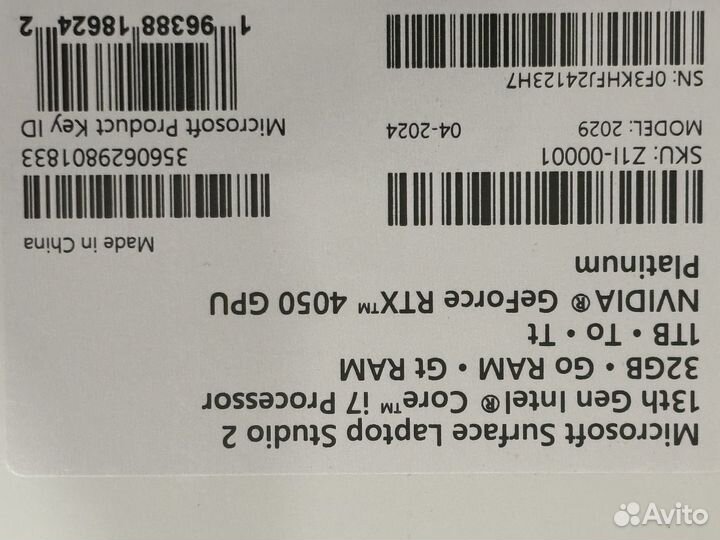 Microsoft Surface Laptop Studio 2
13th Gen Intel® Core™ i7 Processor
32GB • Go RAM • Gt RAM
1TB • To • Tt
NVIDIA® GeForce RTX™ 4050 GPU
Platinum
Made in China
SKU: Z1I-00001
3560629801833
MODEL: 2029 04-2024
Microsoft Product Key ID
SN: 0F3KHFJ24123H7
1 96388 18624 2
Avito